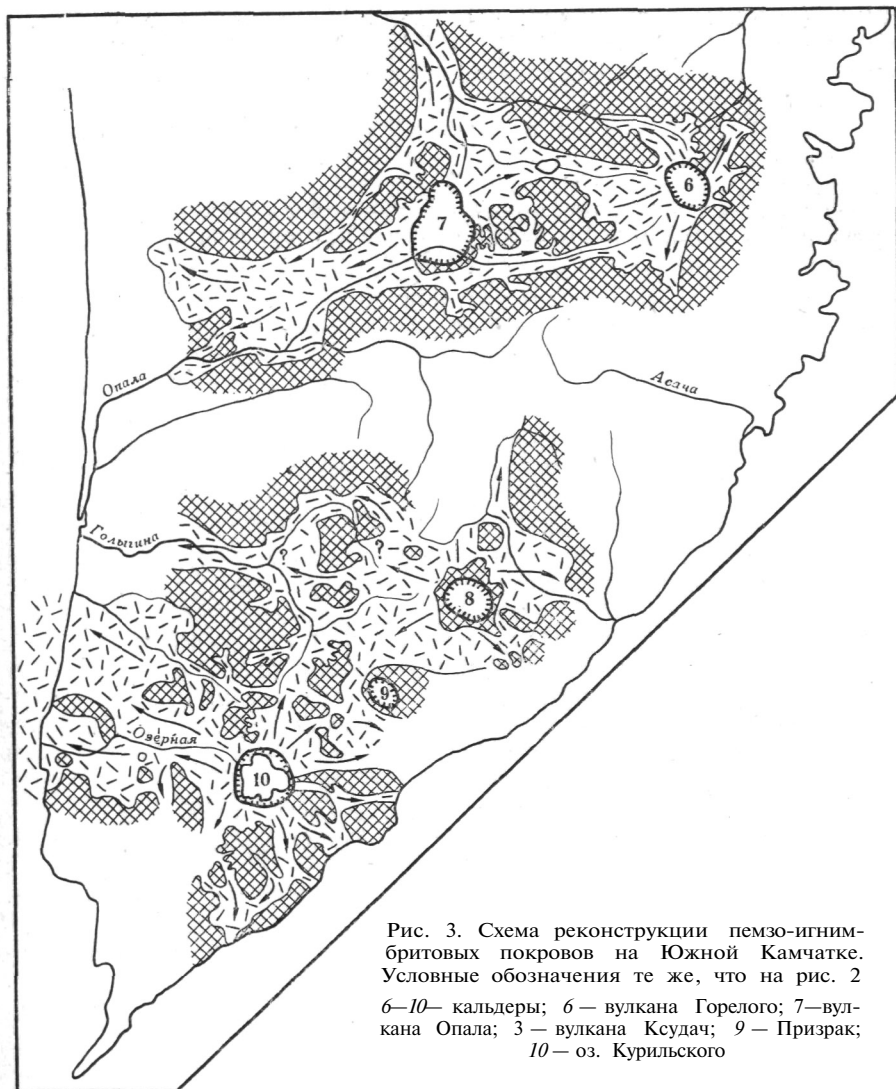 6
7
Опала
Асача
Голыгина
?
?
8
9
Озерная
10
Рис. 3. Схема реконструкции пемзо-игним-
бритовых покровов на Южной Камчатке.
Условные обозначения те же, что на рис. 2
6—10— кальдеры; 6 — вулкана Горелого; 7—вул-
кана Опала; 3 — вулкана Ксудач; 9 — Призрак;
10 — оз. Курильского